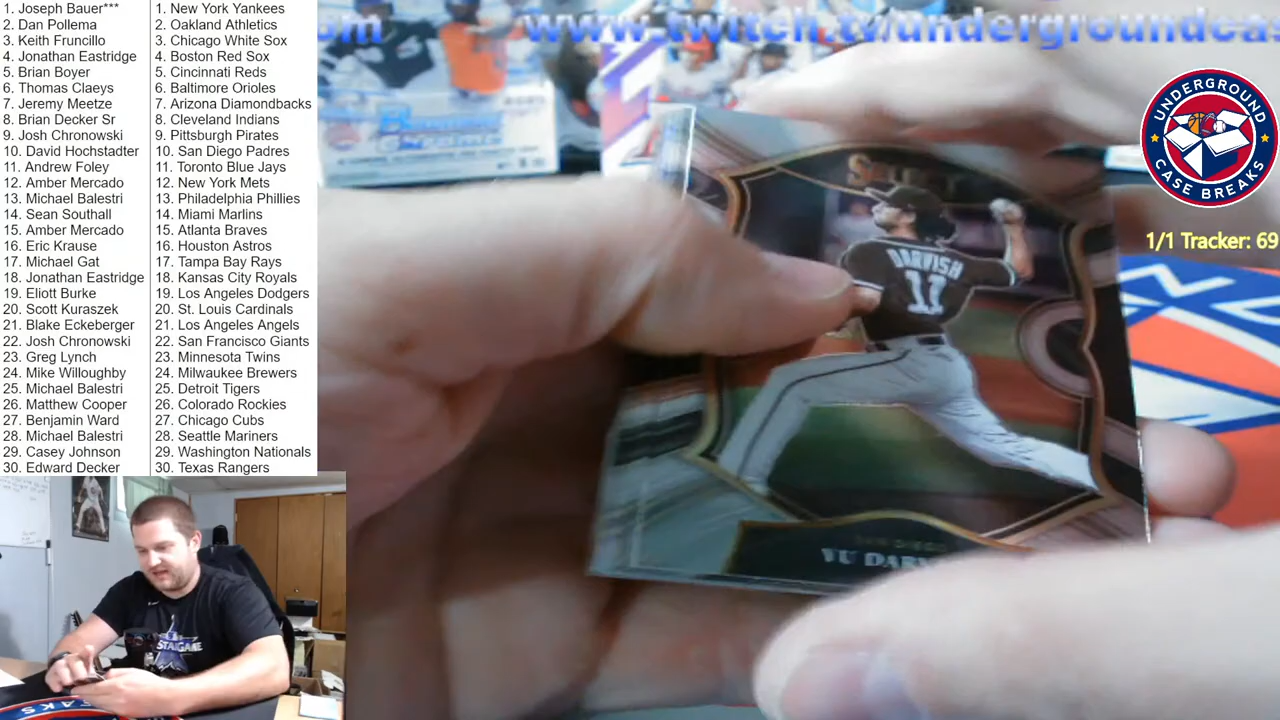 1. Joseph Bauer***
2. Dan Pollema
3. Keith Fruncillo
4. Jonathan Eastridge
5. Brian Boyer
6. Thomas Claeys
7. Jeremy Meetze
8. Brian Decker Sr
9. Josh Chronowski
10. David Hochstadter
11. Andrew Foley
12. Amber Mercado
13. Michael Balestri
14. Sean Southall
15. Amber Mercado
16. Eric Krause
17. Michael Gat
18. Jonathan Eastridge
19. Eliott Burke
20. Scott Kuraszek
21. Blake Eckeberger
22. Josh Chronowski
23. Greg Lynch
24. Mike Willoughby
25. Michael Balestri
26. Matthew Cooper
27. Benjamin Ward
28. Michael Balestri
29. Casey Johnson
30. Edward Decker
1. New York Yankees
2. Oakland Athletics
3. Chicago White Sox
4. Boston Red Sox
5. Cincinnati Reds
6. Baltimore Orioles
7. Arizona Diamondbacks
8. Cleveland Indians
9. Pittsburgh Pirates
10. San Diego Padres
11. Toronto Blue Jays
12. New York Mets
13. Philadelphia Phillies
14. Miami Marlins
15. Atlanta Braves
16. Houston Astros
17. Tampa Bay Rays
18. Kansas City Royals
19. Los Angeles Dodgers
20. St. Louis Cardinals
21. Los Angeles Angels
22. San Francisco Giants
23. Minnesota Twins
24. Milwaukee Brewers
25. Detroit Tigers
26. Colorado Rockies
27. Chicago Cubs
28. Seattle Mariners
29. Washington Nationals
30. Texas Rangers
om www.twitch.tv/undergroundcas
UNDERGROUND
CASE BREAKS
1/1 Tracker: 69
DARVISH
11
YU